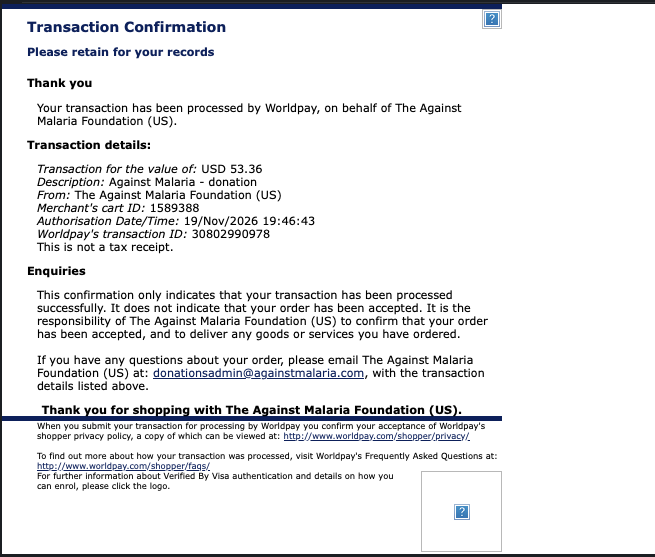 Transaction Confirmation
Please retain for your records
Thank you
Your transaction has been processed by Worldpay, on behalf of The Against
Malaria Foundation (US).
Transaction details:
Transaction for the value of: USD 53.36
Description: Against Malaria - donation
From: The Against Malaria Foundation (US)
Merchant's cart ID: 1589388
Authorisation Date/Time: 19/Nov/2026 19:46:43
Worldpay's transaction ID: 30802990978
This is not a tax receipt.
Enquiries
This confirmation only indicates that your transaction has been processed
successfully. It does not indicate that your order has been accepted. It is the
responsibility of The Against Malaria Foundation (US) to confirm that your order
has been accepted, and to deliver any goods or services you have ordered.
If you have any questions about your order, please email The Against Malaria
Foundation (US) at: donationsadmin@againstmalaria.com, with the transaction
details listed above.
Thank you for shopping with The Against Malaria Foundation (US).
When you submit your transaction for processing by Worldpay you confirm your acceptance of Worldpay's
shopper privacy policy, a copy of which can be viewed at: http://www.worldpay.com/shopper/privacy/
To find out more about how your transaction was processed, visit Worldpay's Frequently Asked Questions at:
http://www.worldpay.com/shopper/faqs/
For further information about Verified By Visa authentication and details on how you
can enrol, please click the logo.